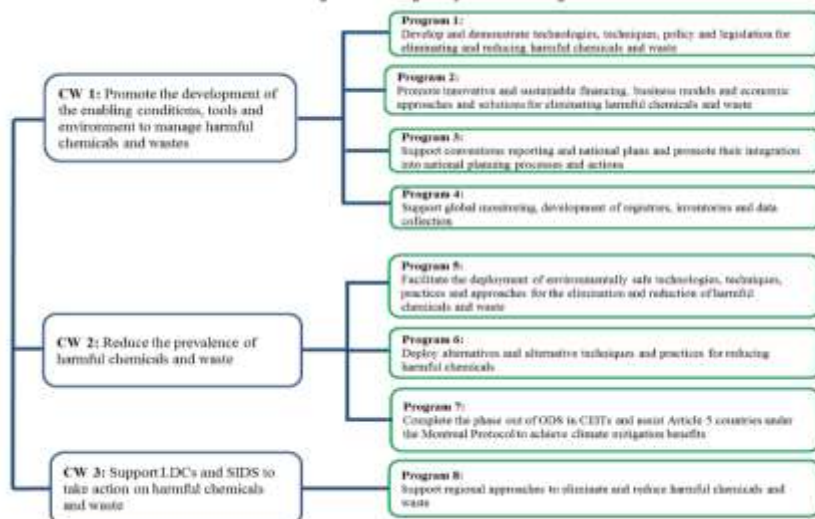 CW 1: Promote the development of
the enabling conditions, tools and
environment to manage harmful
chemicals and wastes
Program 1:
Develop and demonstrate technologies, techniques, policy and legislation for
eliminating and reducing harmful chemicals and waste
Program 2:
Promote innovative and sustainable financing, business models and economic
approaches and solutions for eliminating harmful chemicals and waste
Program 3:
Support conventions reporting and national plans and promote their integration
into national planning processes and actions
Program 4:
Support global monitoring, development of registries, inventories and data
collection
CW 2: Reduce the prevalence of
harmful chemicals and waste
Program 5:
Facilitate the deployment of environmentally safe technologies, techniques,
practices and approaches for the elimination and reduction of harmful
chemicals and waste
Program 6:
Deploy alternatives and alternative techniques and practices for reducing
harmful chemicals
Program 7:
Complete the phase out of ODS in CEITs and assist Article 5 countries under
the Montreal Protocol to achieve climate mitigation benefits
CW 3: Support LDCs and SIDS to
take action on harmful chemicals
and waste
Program 8:
Support regional approaches to eliminate and reduce harmful chemicals and
waste